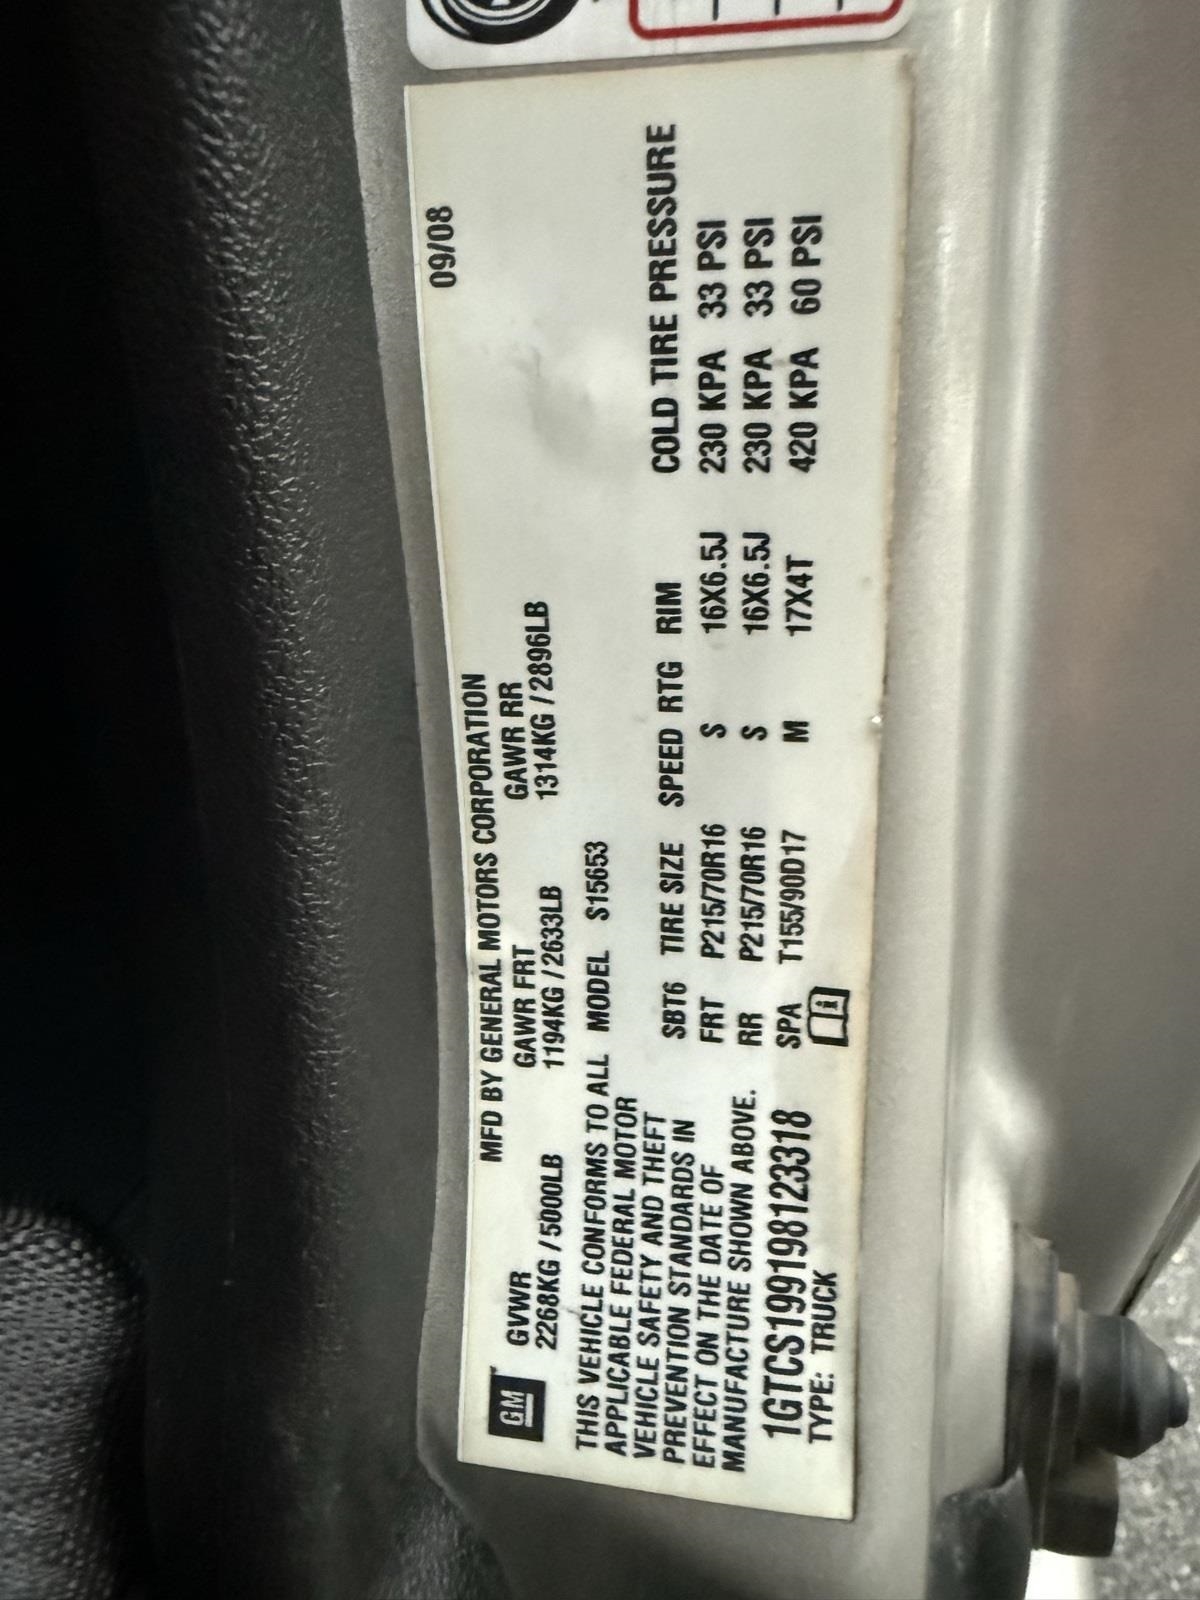 09/08
MFD BY GENERAL MOTORS CORPORATION
GM
GVWR GAWR FRT GAWR RR
2268KG / 5000LB 1194KG / 2633LB 1314KG / 2896LB
THIS VEHICLE CONFORMS TO ALL MODEL S15653
APPLICABLE FEDERAL MOTOR
VEHICLE SAFETY AND THEFT
PREVENTION STANDARDS IN
EFFECT ON THE DATE OF
MANUFACTURE SHOWN ABOVE.
1GTCS199198123318
TYPE: TRUCK
SBT6 TIRE SIZE SPEED RTG RIM COLD TIRE PRESSURE
FRT P215/70R16 S 16X6.5J 230 KPA 33 PSI
RR P215/70R16 S 16X6.5J 230 KPA 33 PSI
SPA T155/90D17 M 17X4T 420 KPA 60 PSI